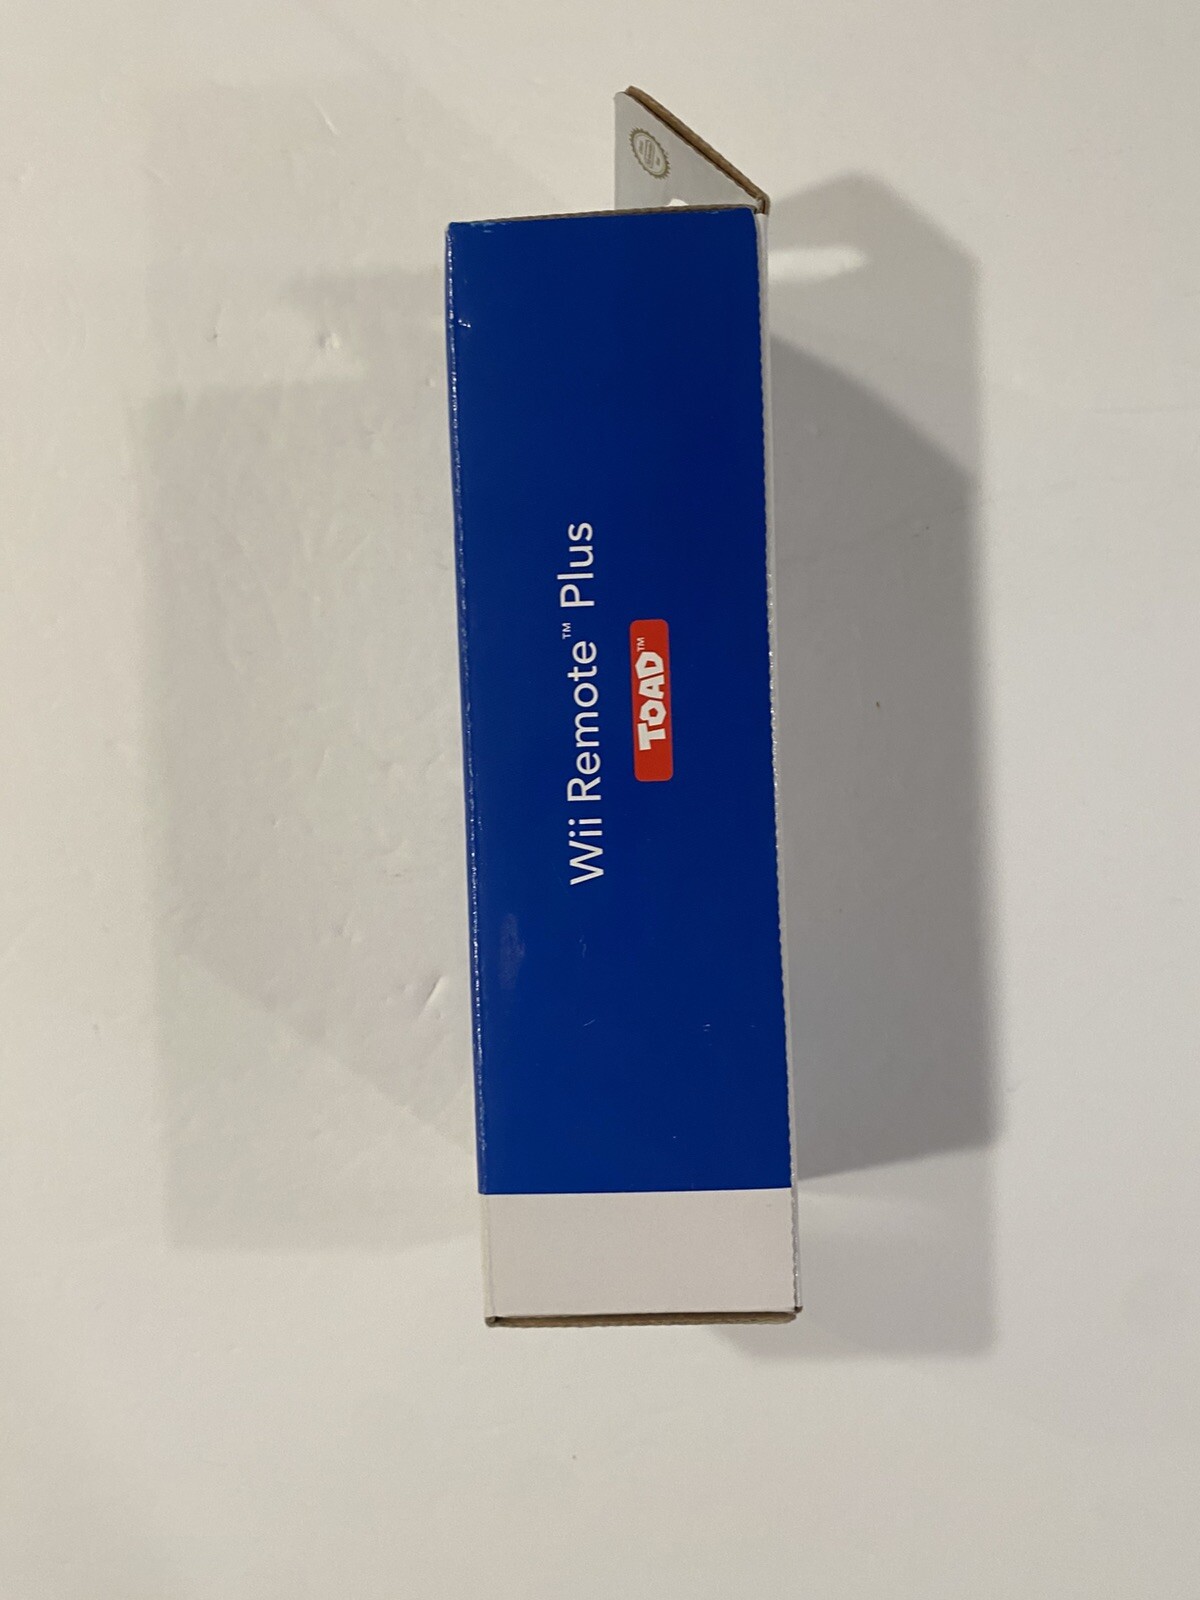 Wii Remote™ Plus
TOAD™